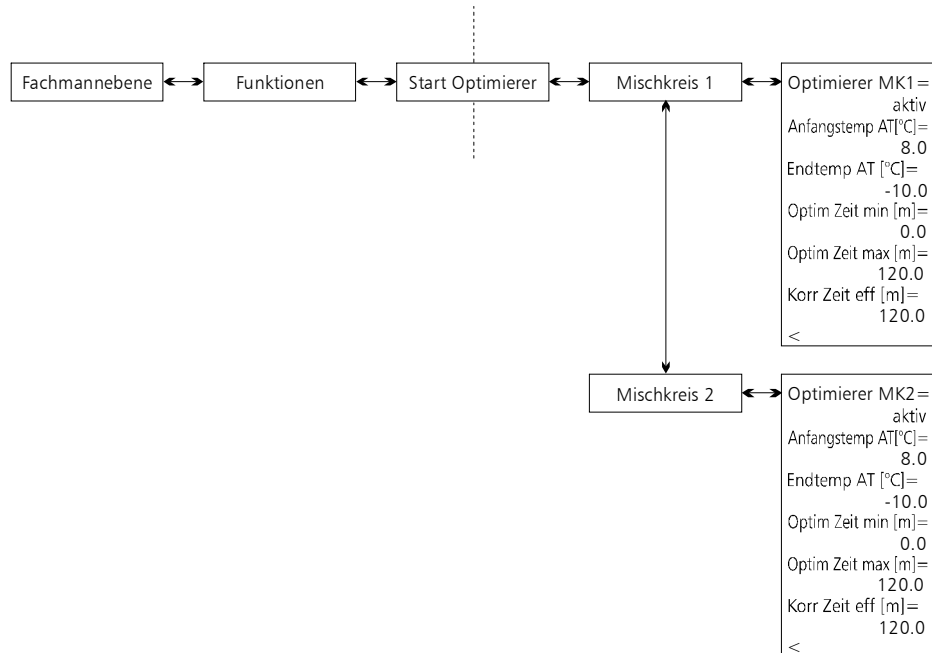 Fachmannebene
Funktionen
Start Optimierer
Mischkreis 1
Optimierer MK1=
aktiv
Anfangstemp AT[°C]=
8.0
Endtemp AT [°C]=
-10.0
Optim Zeit min [m]=
0.0
Optim Zeit max [m]=
120.0
Korr Zeit eff [m]=
120.0
<
Mischkreis 2
Optimierer MK2=
aktiv
Anfangstemp AT[°C]=
8.0
Endtemp AT [°C]=
-10.0
Optim Zeit min [m]=
0.0
Optim Zeit max [m]=
120.0
Korr Zeit eff [m]=
120.0
<